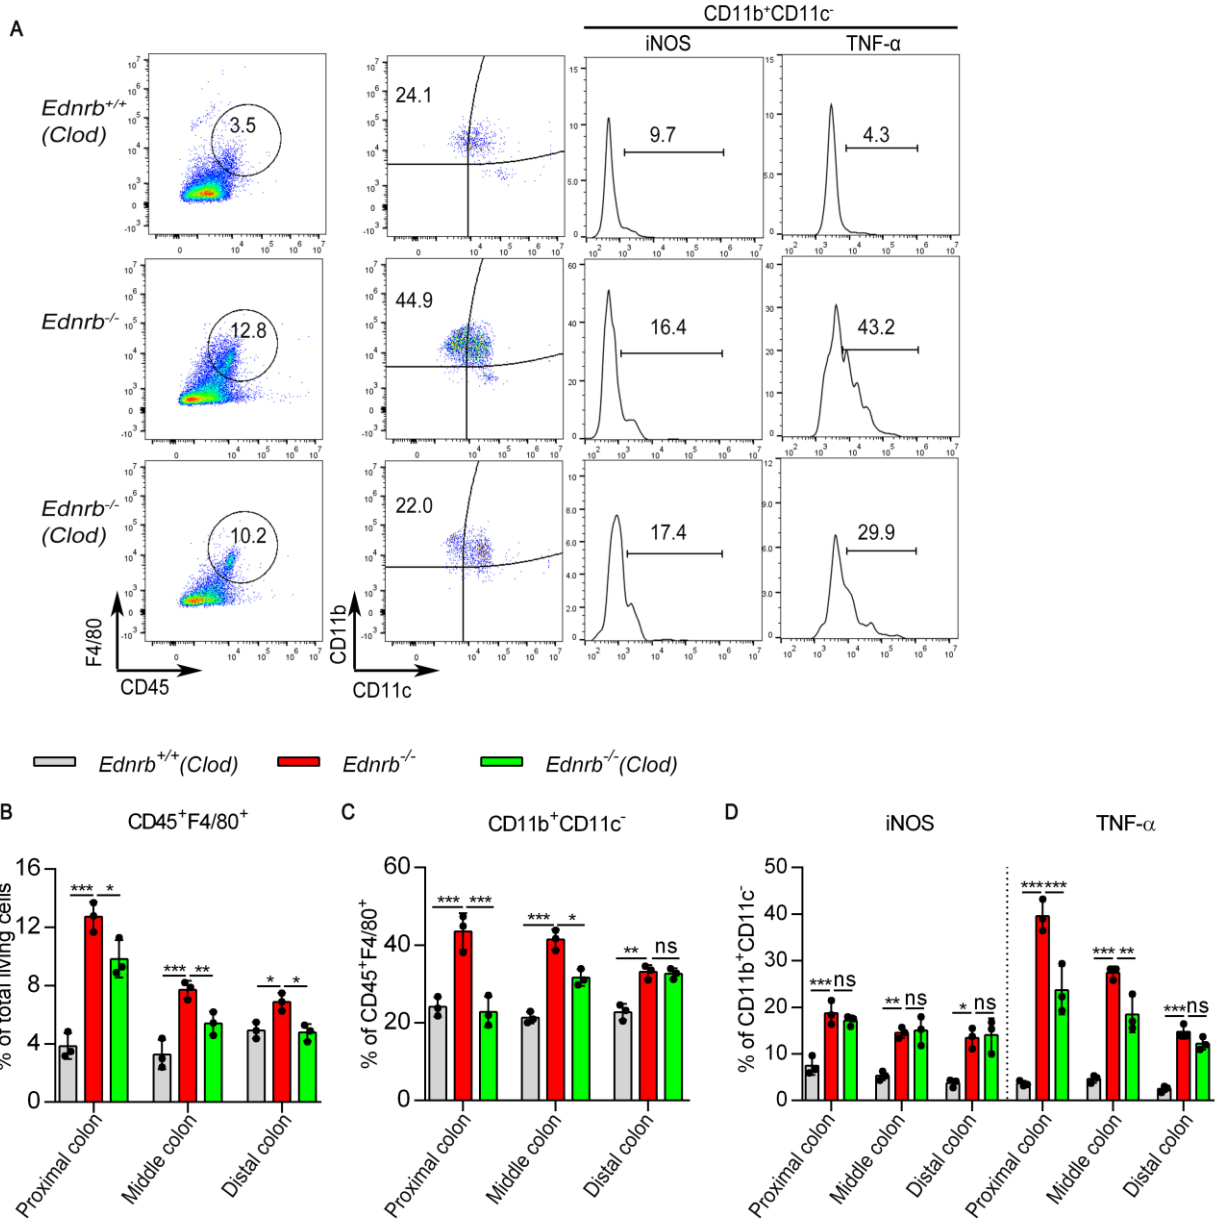 A
CD11b⁺CD11c⁻
iNOS
TNF-α
Ednrb⁺/⁺
(Clod)
3.5
24.1
9.7
4.3
Ednrb⁻/⁻
12.8
44.9
16.4
43.2
Ednrb⁻/⁻
(Clod)
10.2
22.0
17.4
29.9
F4/80
CD45
CD11b
CD11c
Ednrb⁺/⁺(Clod)
Ednrb⁻/⁻
Ednrb⁻/⁻(Clod)
B
CD45⁺F4/80⁺
% of total living cells
16
12
8
4
0
*** *
*** **
* *
Proximal colon
Middle colon
Distal colon
C
CD11b⁺CD11c⁻
% of CD45⁺F4/80⁺
60
40
20
0
*** ***
*** *
** ns
Proximal colon
Middle colon
Distal colon
D
iNOS
TNF-α
% of CD11b⁺CD11c⁻
50
40
30
20
10
0
*** ns
** ns
* ns
*** ***
*** **
*** ns
Proximal colon
Middle colon
Distal colon
Proximal colon
Middle colon
Distal colon